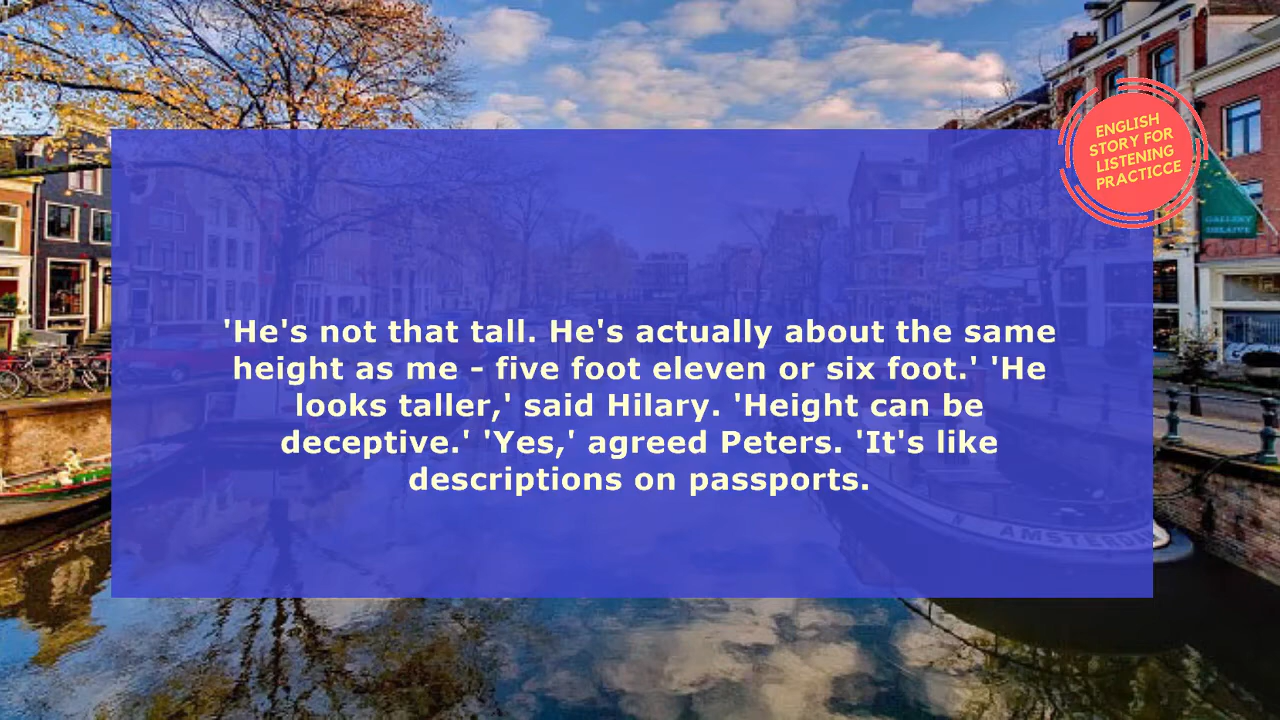 ENGLISH
STORY FOR
LISTENING
PRACTICCE
GALLERY
'He's not that tall. He's actually about the same
height as me - five foot eleven or six foot.' 'He
looks taller,' said Hilary. 'Height can be
deceptive.' 'Yes,' agreed Peters. 'It's like
descriptions on passports.
AMSTERDAM